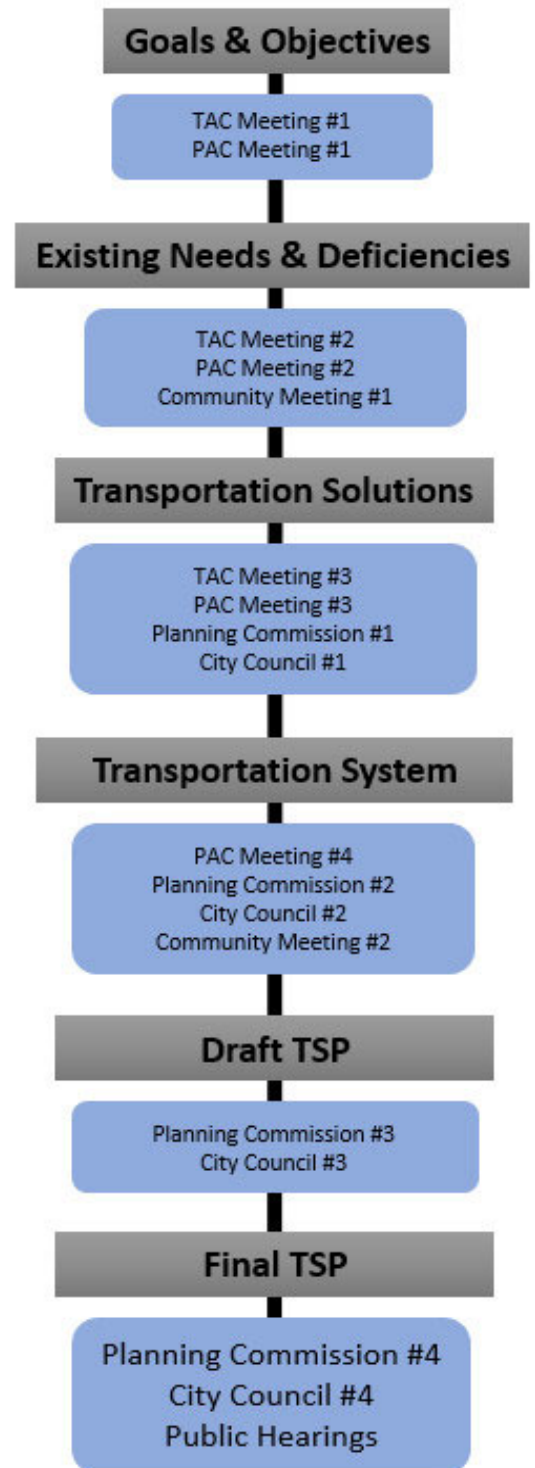 Goals & Objectives
TAC Meeting #1
PAC Meeting #1
Existing Needs & Deficiencies
TAC Meeting #2
PAC Meeting #2
Community Meeting #1
Transportation Solutions
TAC Meeting #3
PAC Meeting #3
Planning Commission #1
City Council #1
Transportation System
PAC Meeting #4
Planning Commission #2
City Council #2
Community Meeting #2
Draft TSP
Planning Commission #3
City Council #3
Final TSP
Planning Commission #4
City Council #4
Public Hearings